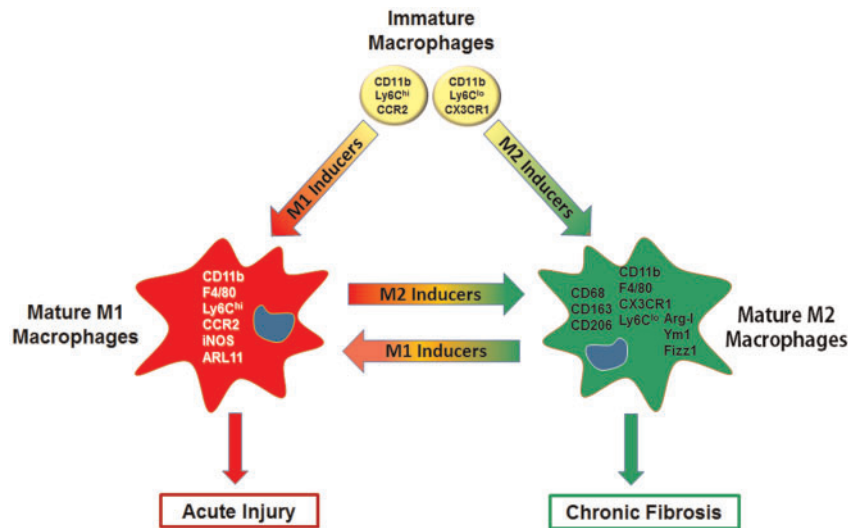 Immature
Macrophages
CD11b
Ly6Chi
CCR2
CD11b
Ly6Clo
CX3CR1
M1 Inducers
M2 Inducers
Mature M1
Macrophages
CD11b
F4/80
Ly6Chi
CCR2
iNOS
ARL11
M2 Inducers
M1 Inducers
CD68
CD163
CD206
CD11b
F4/80
CX3CR1
Ly6Clo
Arg-I
Ym1
Fizz1
Mature M2
Macrophages
Acute Injury
Chronic Fibrosis